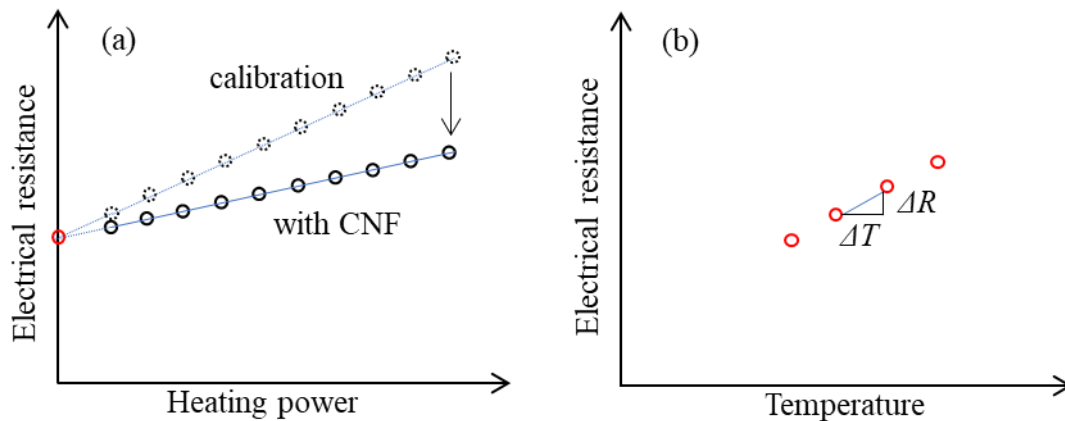 (a)
calibration
with CNF
Electrical resistance
Heating power
(b)
ΔR
ΔT
Electrical resistance
Temperature